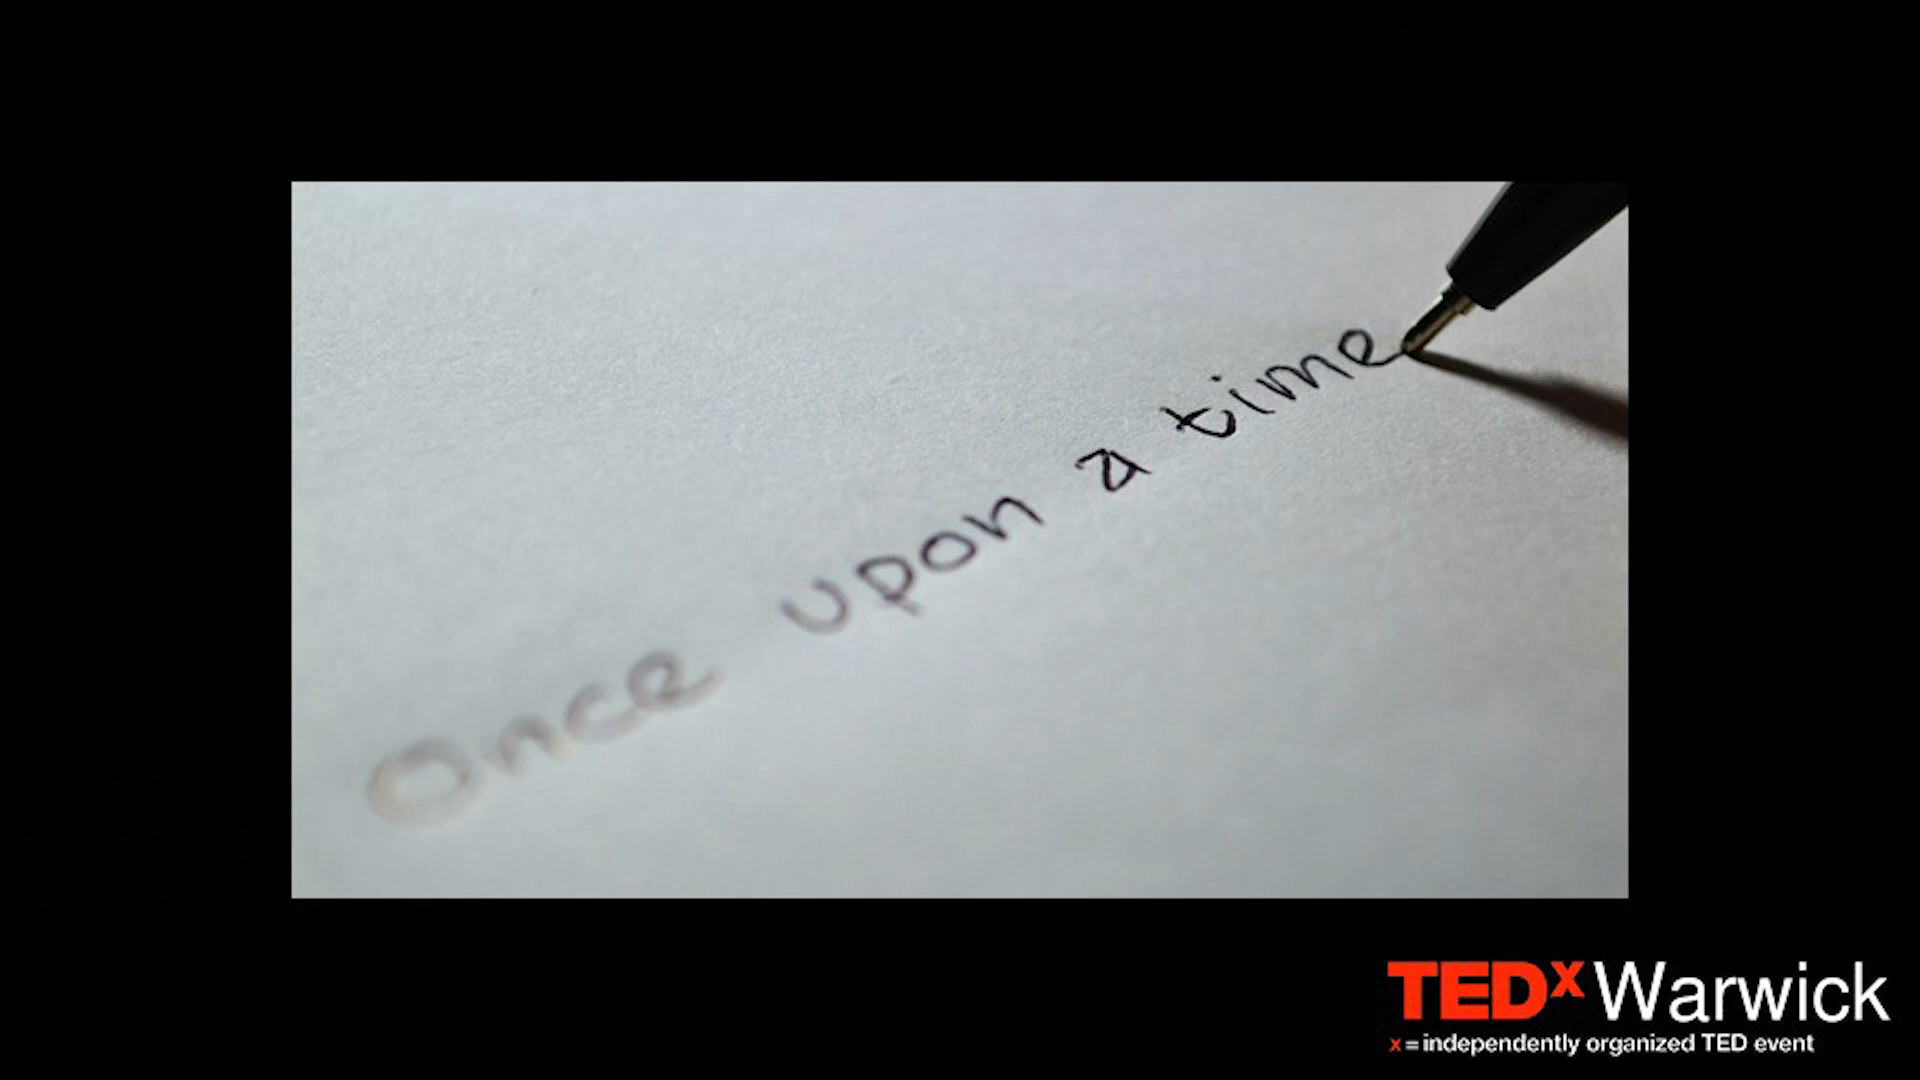 Once upon a time
TEDxWarwick
x = independently organized TED event